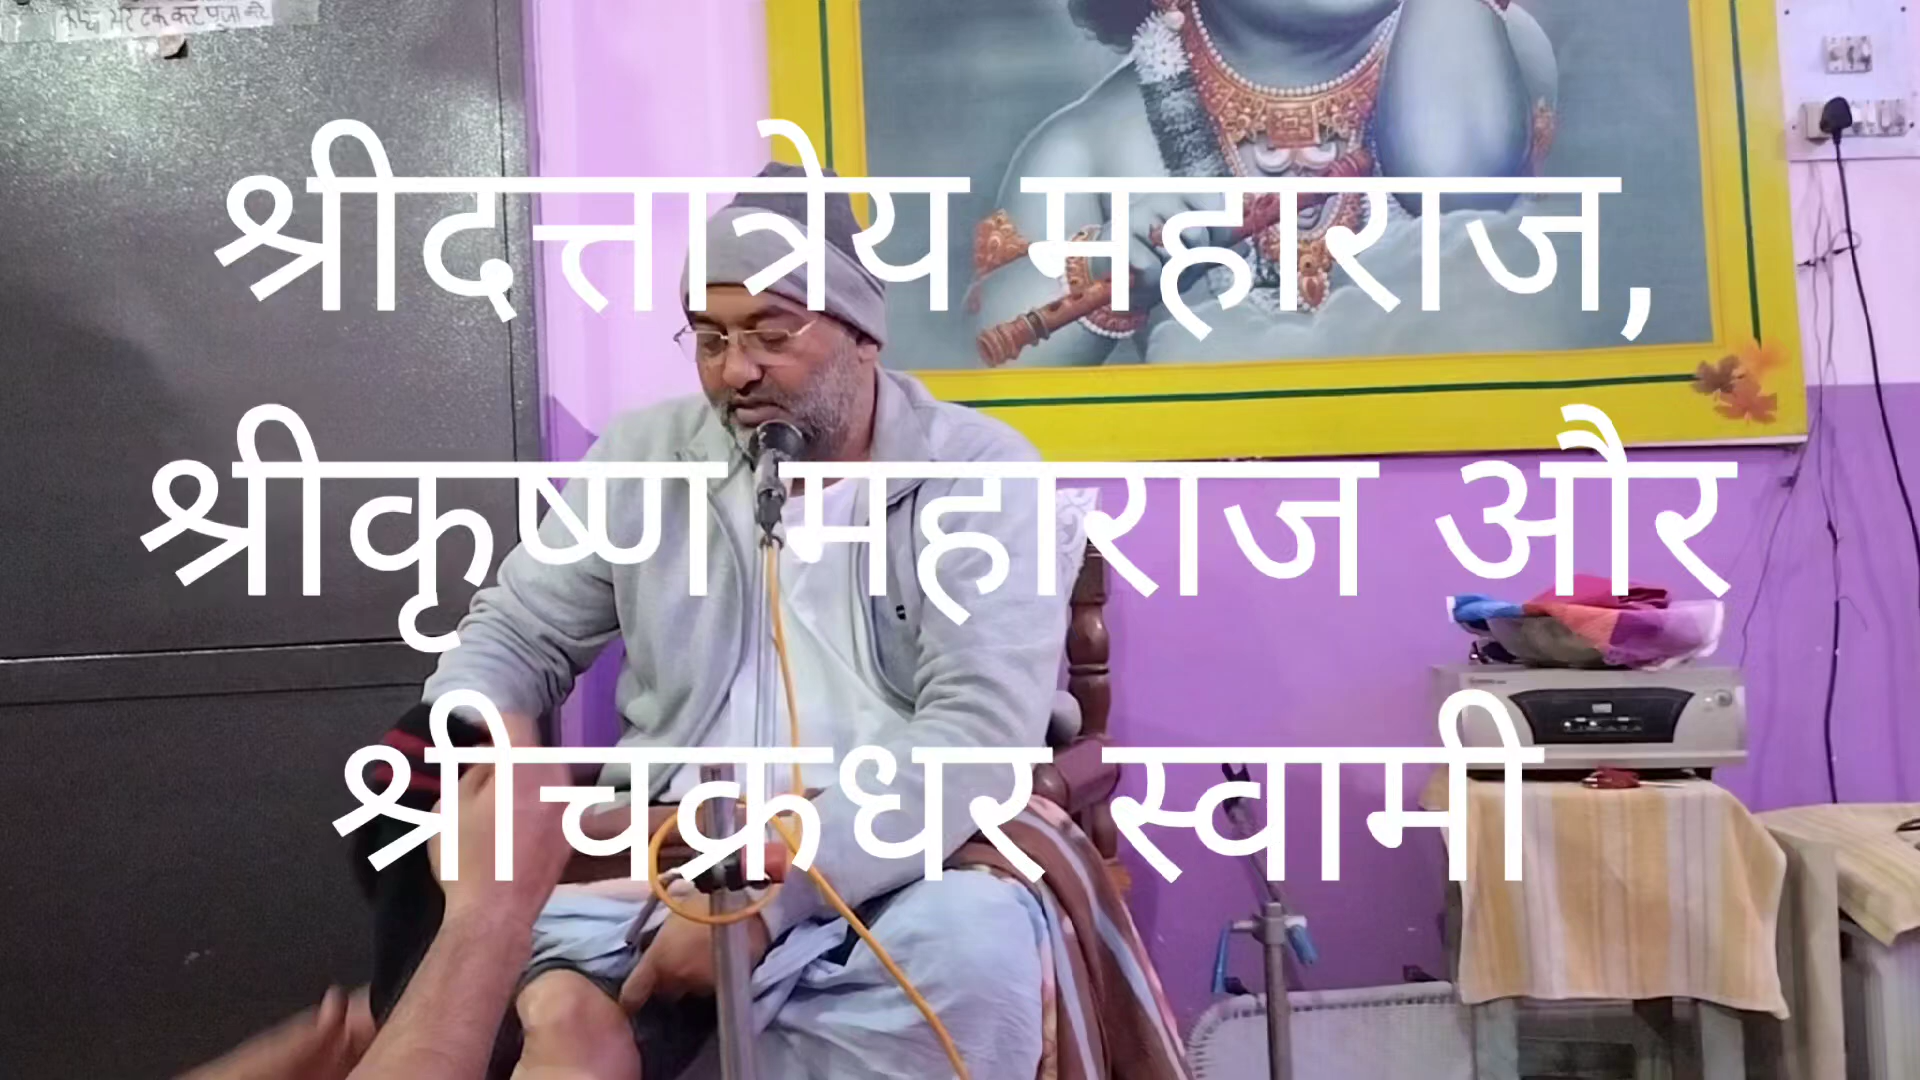 श्रीदत्तात्रेय महाराज,
श्रीकृष्ण महाराज और
श्रीचक्रधर स्वामी